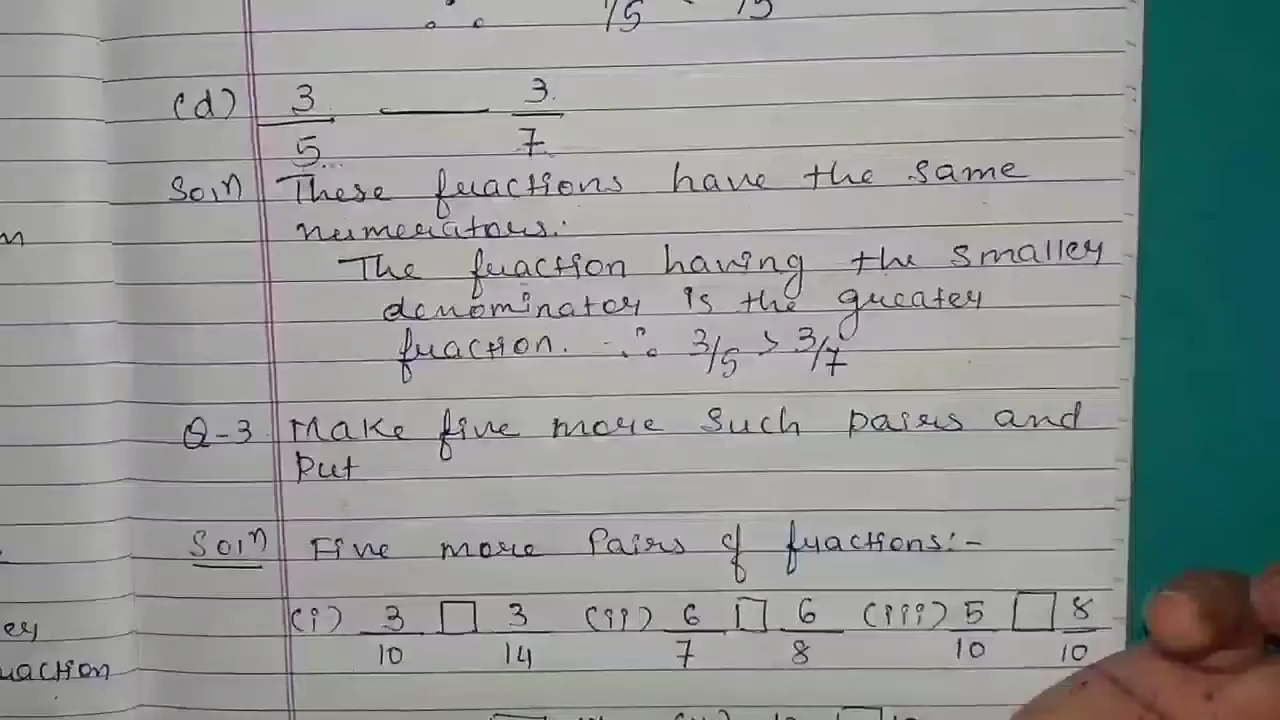 (d) 3/5 —— 3/7
Soln These fractions have the same
numerators.
The fraction having the smaller
denominator is the greater
fraction. ∴ 3/5 > 3/7
Q-3 Make five more such pairs and
put
Soln Five more Pairs of fractions:-
(i) 3/10 □ 3/14 (ii) 6/7 □ 6/8 (iii) 5/10 □ 8/10